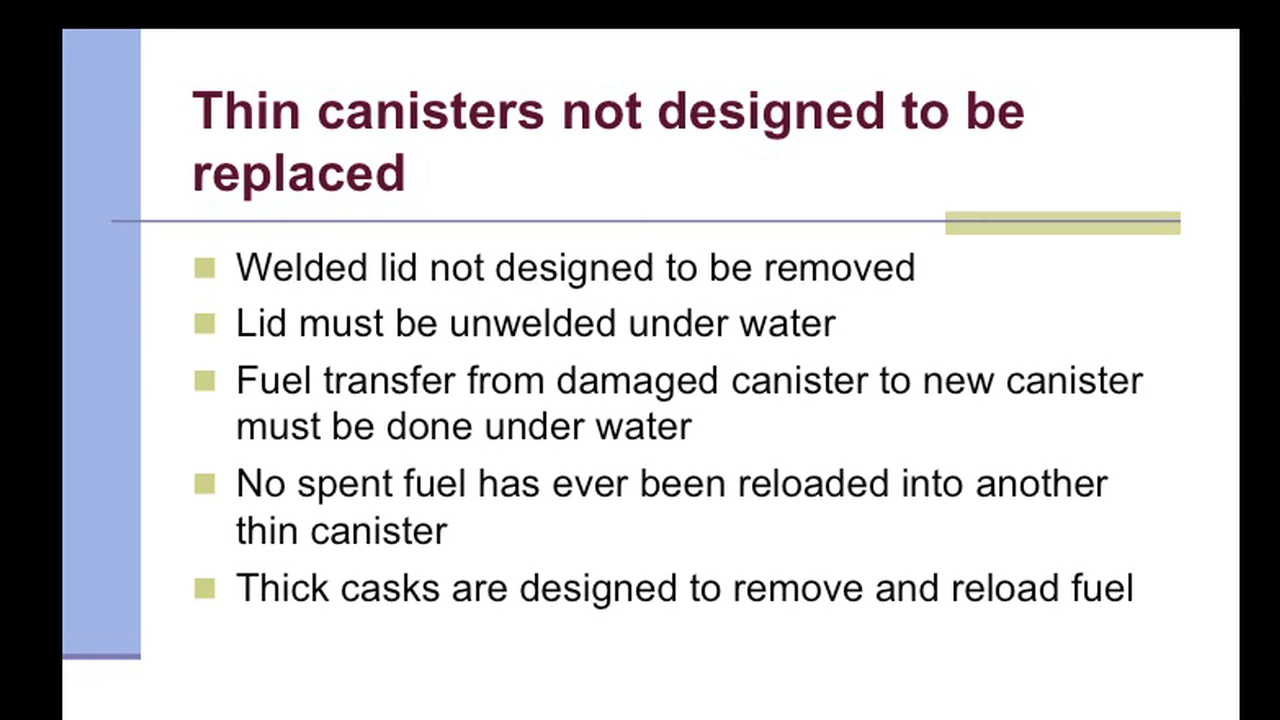 Thin canisters not designed to be
replaced
Welded lid not designed to be removed
Lid must be unwelded under water
Fuel transfer from damaged canister to new canister
must be done under water
No spent fuel has ever been reloaded into another
thin canister
Thick casks are designed to remove and reload fuel